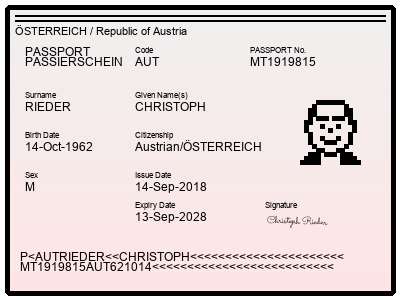 ÖSTERREICH / Republic of Austria
PASSPORT
PASSIERSCHEIN
Code
AUT
PASSPORT No.
MT1919815
Surname
RIEDER
Given Name(s)
CHRISTOPH
Birth Date
14-Oct-1962
Citizenship
Austrian/ÖSTERREICH
Sex
M
Issue Date
14-Sep-2018
Expiry Date
13-Sep-2028
Signature
Christoph Rieder
P<AUTRIEDER<<CHRISTOPH<<<<<<<<<<<<<<<<<<<<<<
MT1919815AUT621014<<<<<<<<<<<<<<<<<<<<<<<<<<